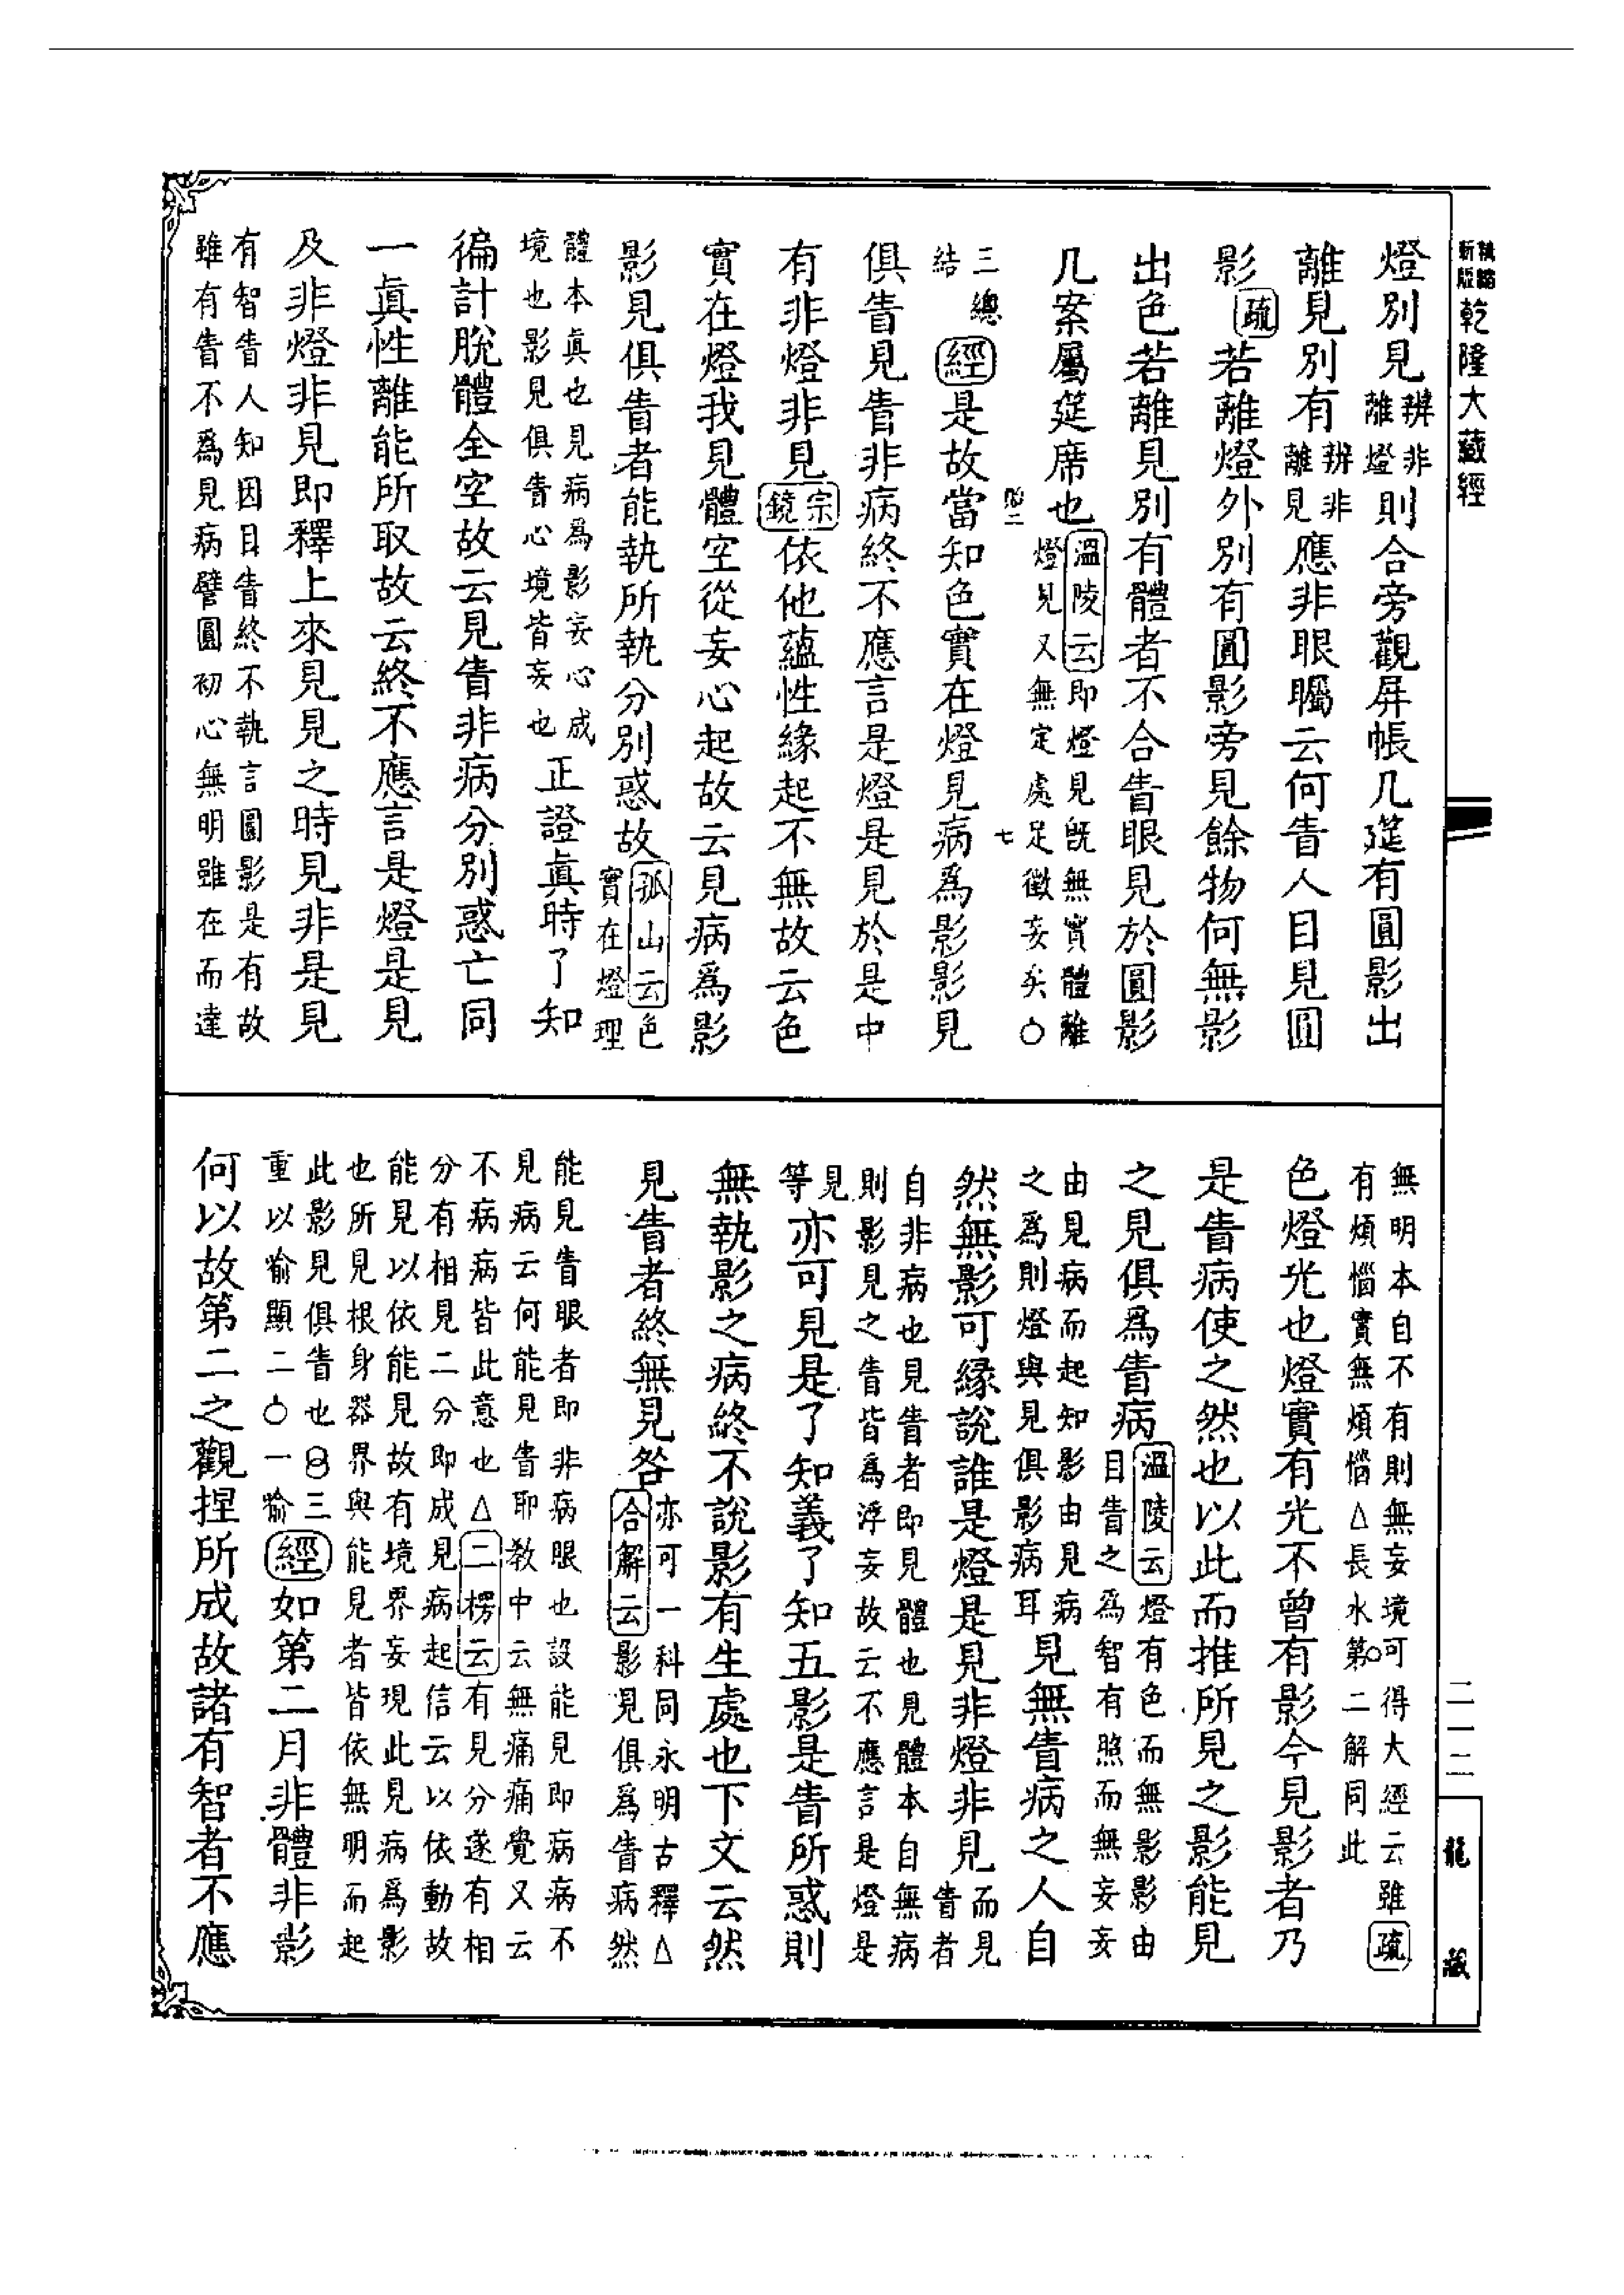 精縮
新版
乾隆大藏經
燈別見
辨非
離燈
則合旁觀屏帳几筵有圓影出
離見別有
辨非
離見
應非眼矚云何眚人目見圓
影疏若離燈外別有圓影旁見餘物何無影
出色若離見別有體者不合眚眼見於圓影
几案屬筵席也
溫陵云即燈見旣無實體離
燈見又無定處足徵妄矣○
三總
結
經是故當知色實在燈見病爲影影見
七
俱眚見眚非病終不應言是燈是見於是中
有非燈非見宗鏡依他蘊性緣起不無故云色
實在燈我見體空從妄心起故云見病爲影
影見俱眚者能執所執分別惑故
孤山云色
實在燈理
體本眞也見病爲影妄心成
境也影見俱眚心境皆妄也
正證眞時了知
徧計脫體全空故云見眚非病分別惑亡同
一眞性離能所取故云終不應言是燈是見
及非燈非見即釋上來見見之時見非是見
有智眚人知因目眚終不執言圓影是有故
雖有眚不爲見病譬圓初心無明雖在而達
無明本自不有則無妄境可得大經云雖
有煩惱實無煩惱△長水第○二解同此
疏
色燈光也燈實有光不曾有影今見影者乃
是眚病使之然也以此而推所見之影能見
之見俱爲眚病
溫陵云燈有色而無影影由
目眚之爲智有照而無妄妄
由見病而起知影由見病
之爲則燈與見俱影病耳
見無眚病之人自
然無影可緣說誰是燈是見非燈非見
而見
眚者
自非病也見眚者即見體也見體本自無病
則影見之眚皆爲浮妄故云不應言是燈是
見
等
亦可見是了知義了知五影是眚所惑則
無執影之病終不說影有生處也下文云然
見眚者終無見咎
亦可一科同永明古釋△
合解云影見俱爲眚病然
能見眚眼者即非病眼也設能見即病病不
見病云何能見眚耶教中云無痛痛覺又云
不病病皆此意也△二楞云有見分遂有相
分有相見二分即成見病起信云以依動故
能見以依能見故有境界妄現此見病爲影
也所見根身器界與能見者皆依無明而起
此影見俱眚也○○三
重以喻顯二○一喻
經如第二月非體非影
何以故第二之觀捏所成故諸有智者不應
二一二
龍藏